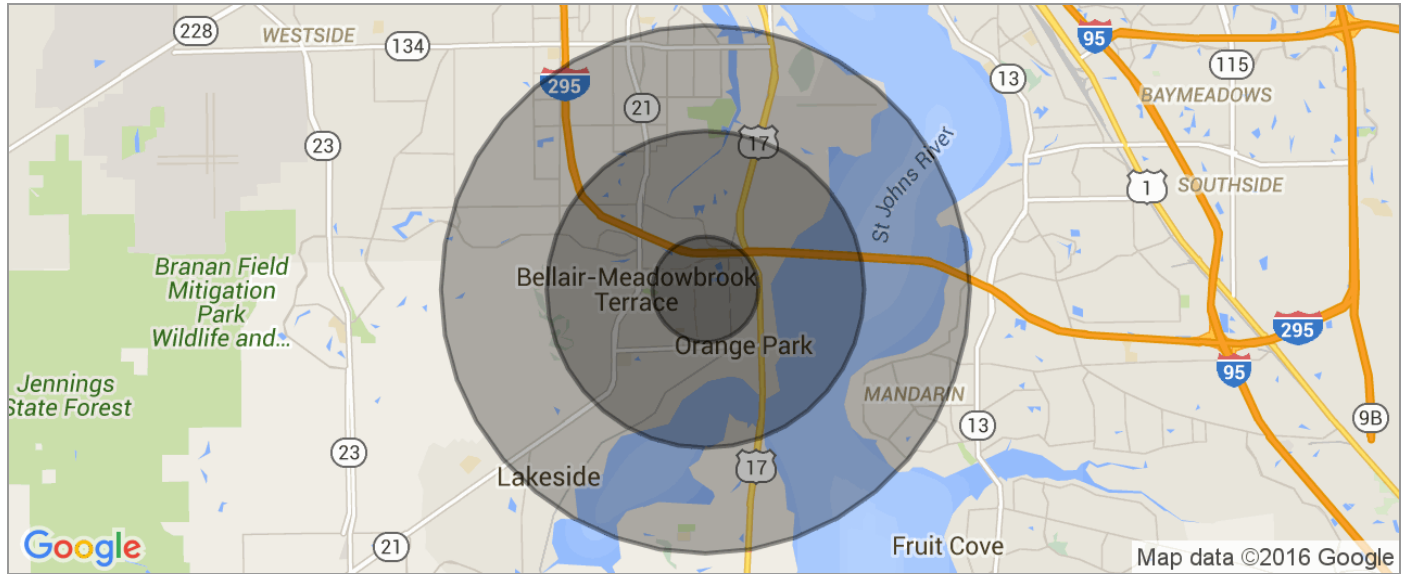 228
WESTSIDE
134
95
13
115
295
21
BAYMEADOWS
23
17
St Johns River
1
SOUTHSIDE
Branan Field
Mitigation
Park
Wildlife and...
Bellair-Meadowbrook
Terrace
295
Orange Park
95
Jennings
State Forest
MANDARIN
9B
13
23
17
Lakeside
21
Fruit Cove
Google
Map data ©2016 Google